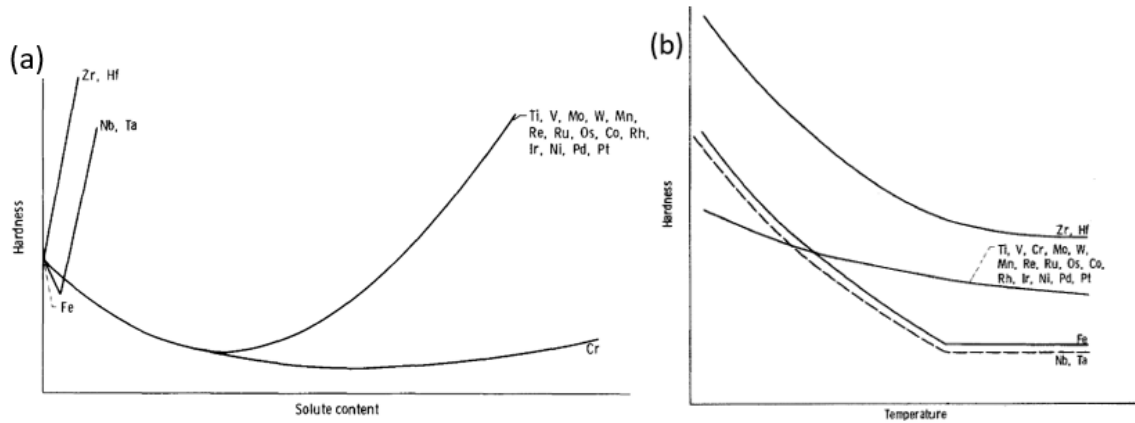 (a)
Zr, Hf
Nb, Ta
Fe
Ti, V, Mo, W, Mn,
Re, Ru, Os, Co, Rh,
Ir, Ni, Pd, Pt
Cr
Hardness
Solute content
(b)
Zr, Hf
Ti, V, Cr, Mo, W,
Mn, Re, Ru, Os, Co,
Rh, Ir, Ni, Pd, Pt
Fe
Nb, Ta
Hardness
Temperature